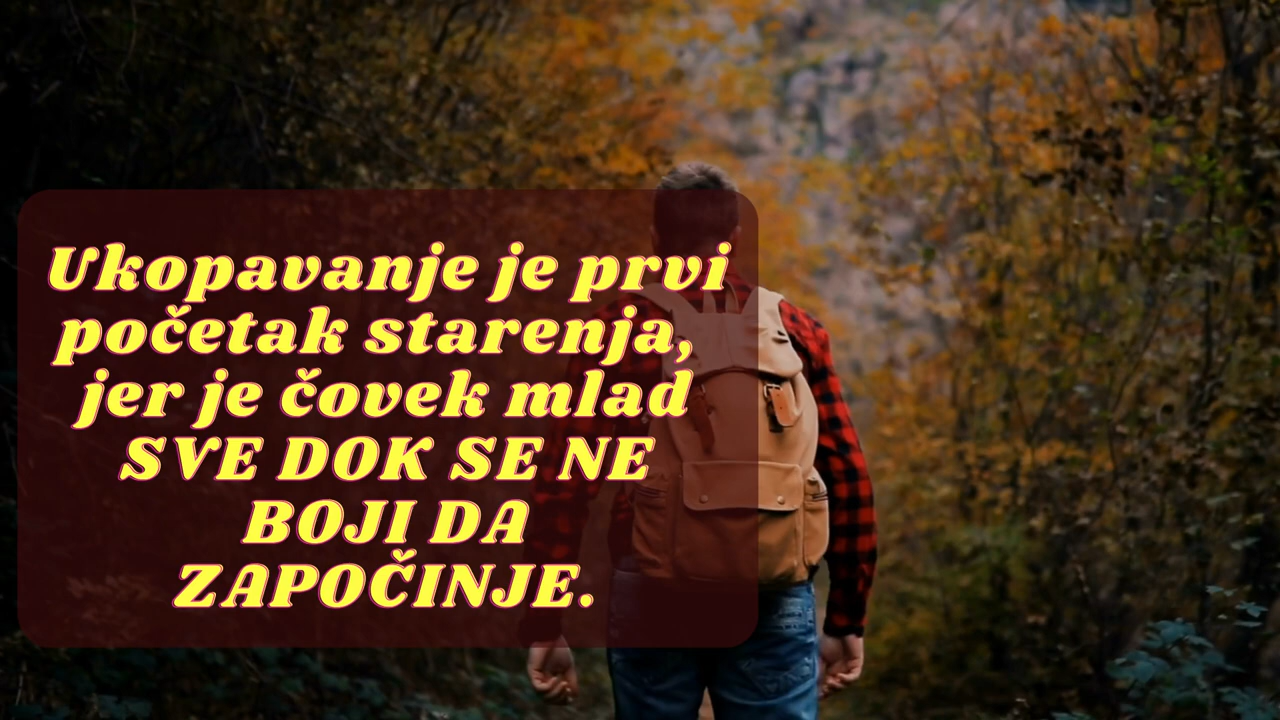 Ukopavanje je prvi
početak starenja,
jer je čovek mlad
SVE DOK SE NE
BOJI DA
ZAPOČINJE.